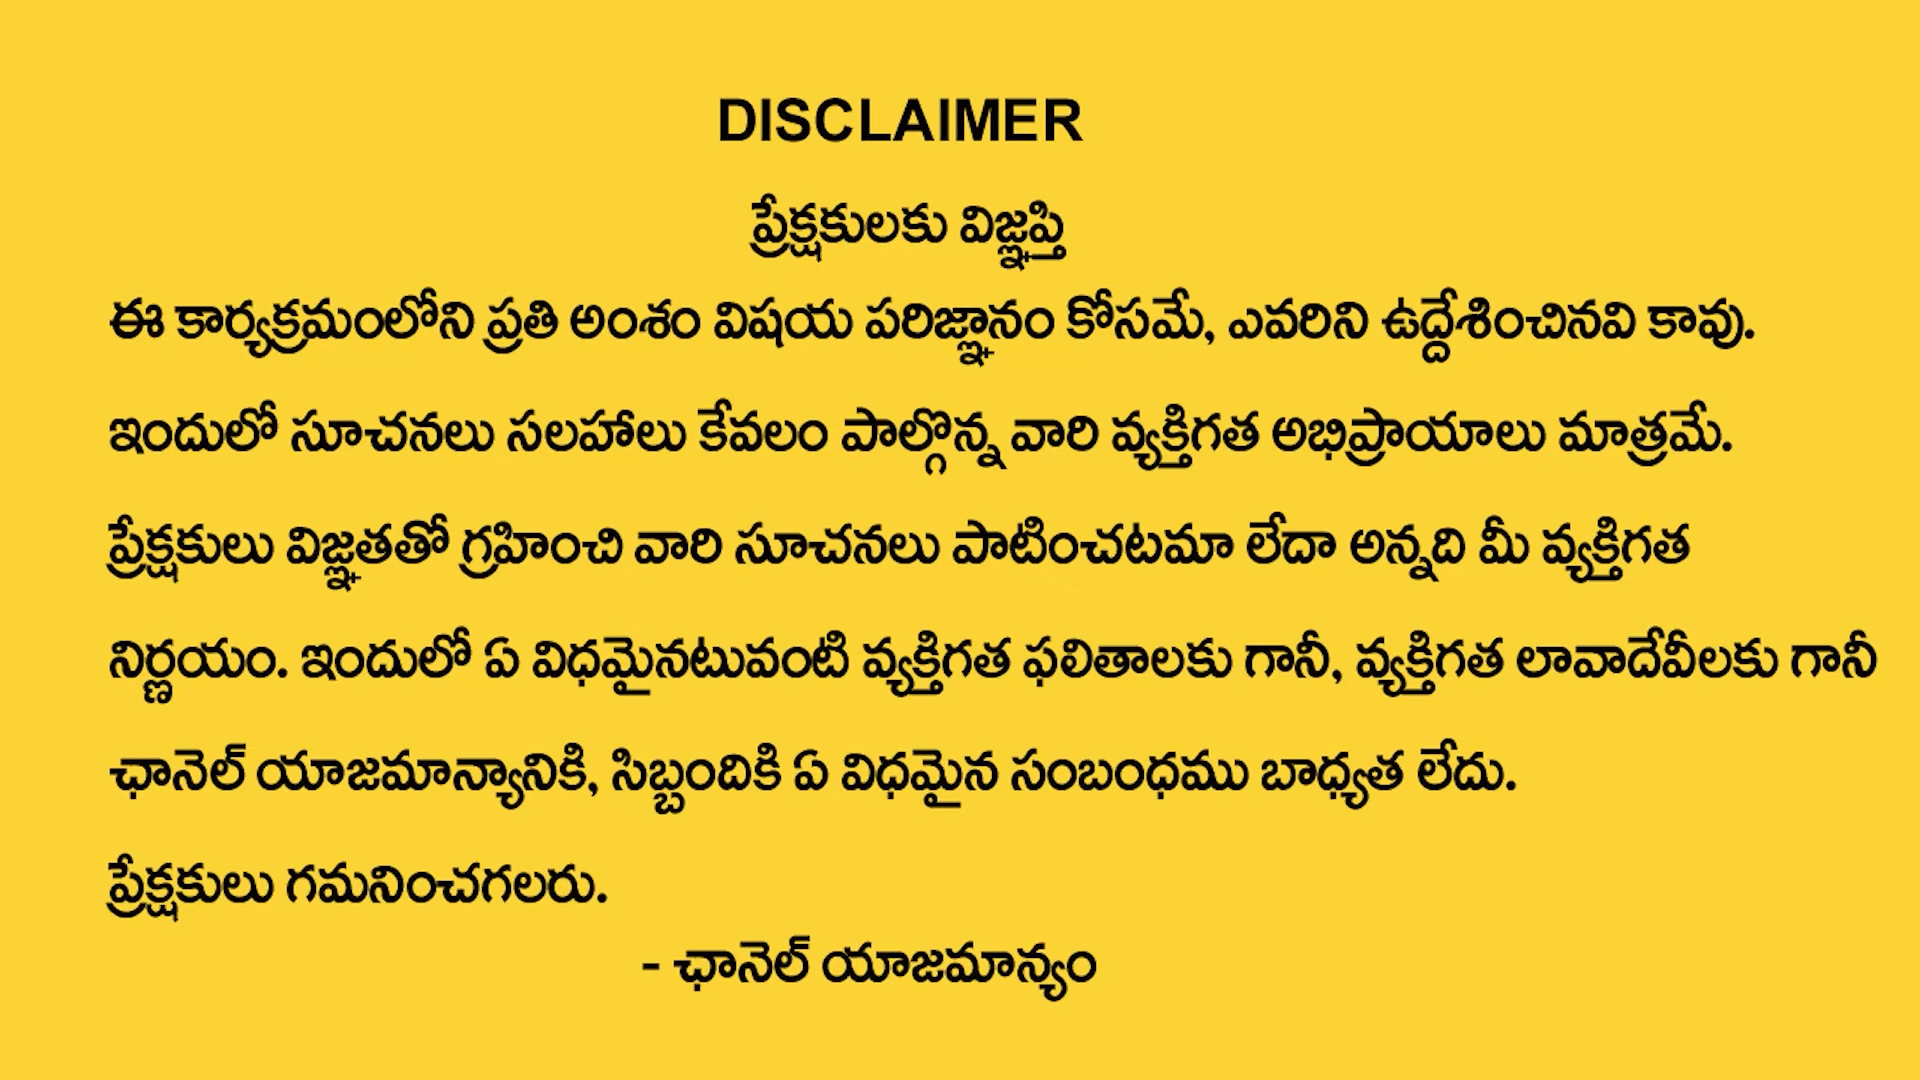 DISCLAIMER
ప్రేక్షకులకు విజ్ఞప్తి
ఈ కార్యక్రమంలోని ప్రతి అంశం విషయ పరిజ్ఞానం కోసమే, ఎవరిని ఉద్దేశించినవి కావు.
ఇందులో సూచనలు సలహాలు కేవలం పాల్గొన్న వారి వ్యక్తిగత అభిప్రాయాలు మాత్రమే.
ప్రేక్షకులు విజ్ఞతతో గ్రహించి వారి సూచనలు పాటించటమా లేదా అన్నది మీ వ్యక్తిగత
నిర్ణయం. ఇందులో ఏ విధమైనటువంటి వ్యక్తిగత ఫలితాలకు గానీ, వ్యక్తిగత లావాదేవీలకు గానీ
ఛానెల్ యాజమాన్యానికి, సిబ్బందికి ఏ విధమైన సంబంధము బాధ్యత లేదు.
ప్రేక్షకులు గమనించగలరు.
- ఛానెల్ యాజమాన్యం